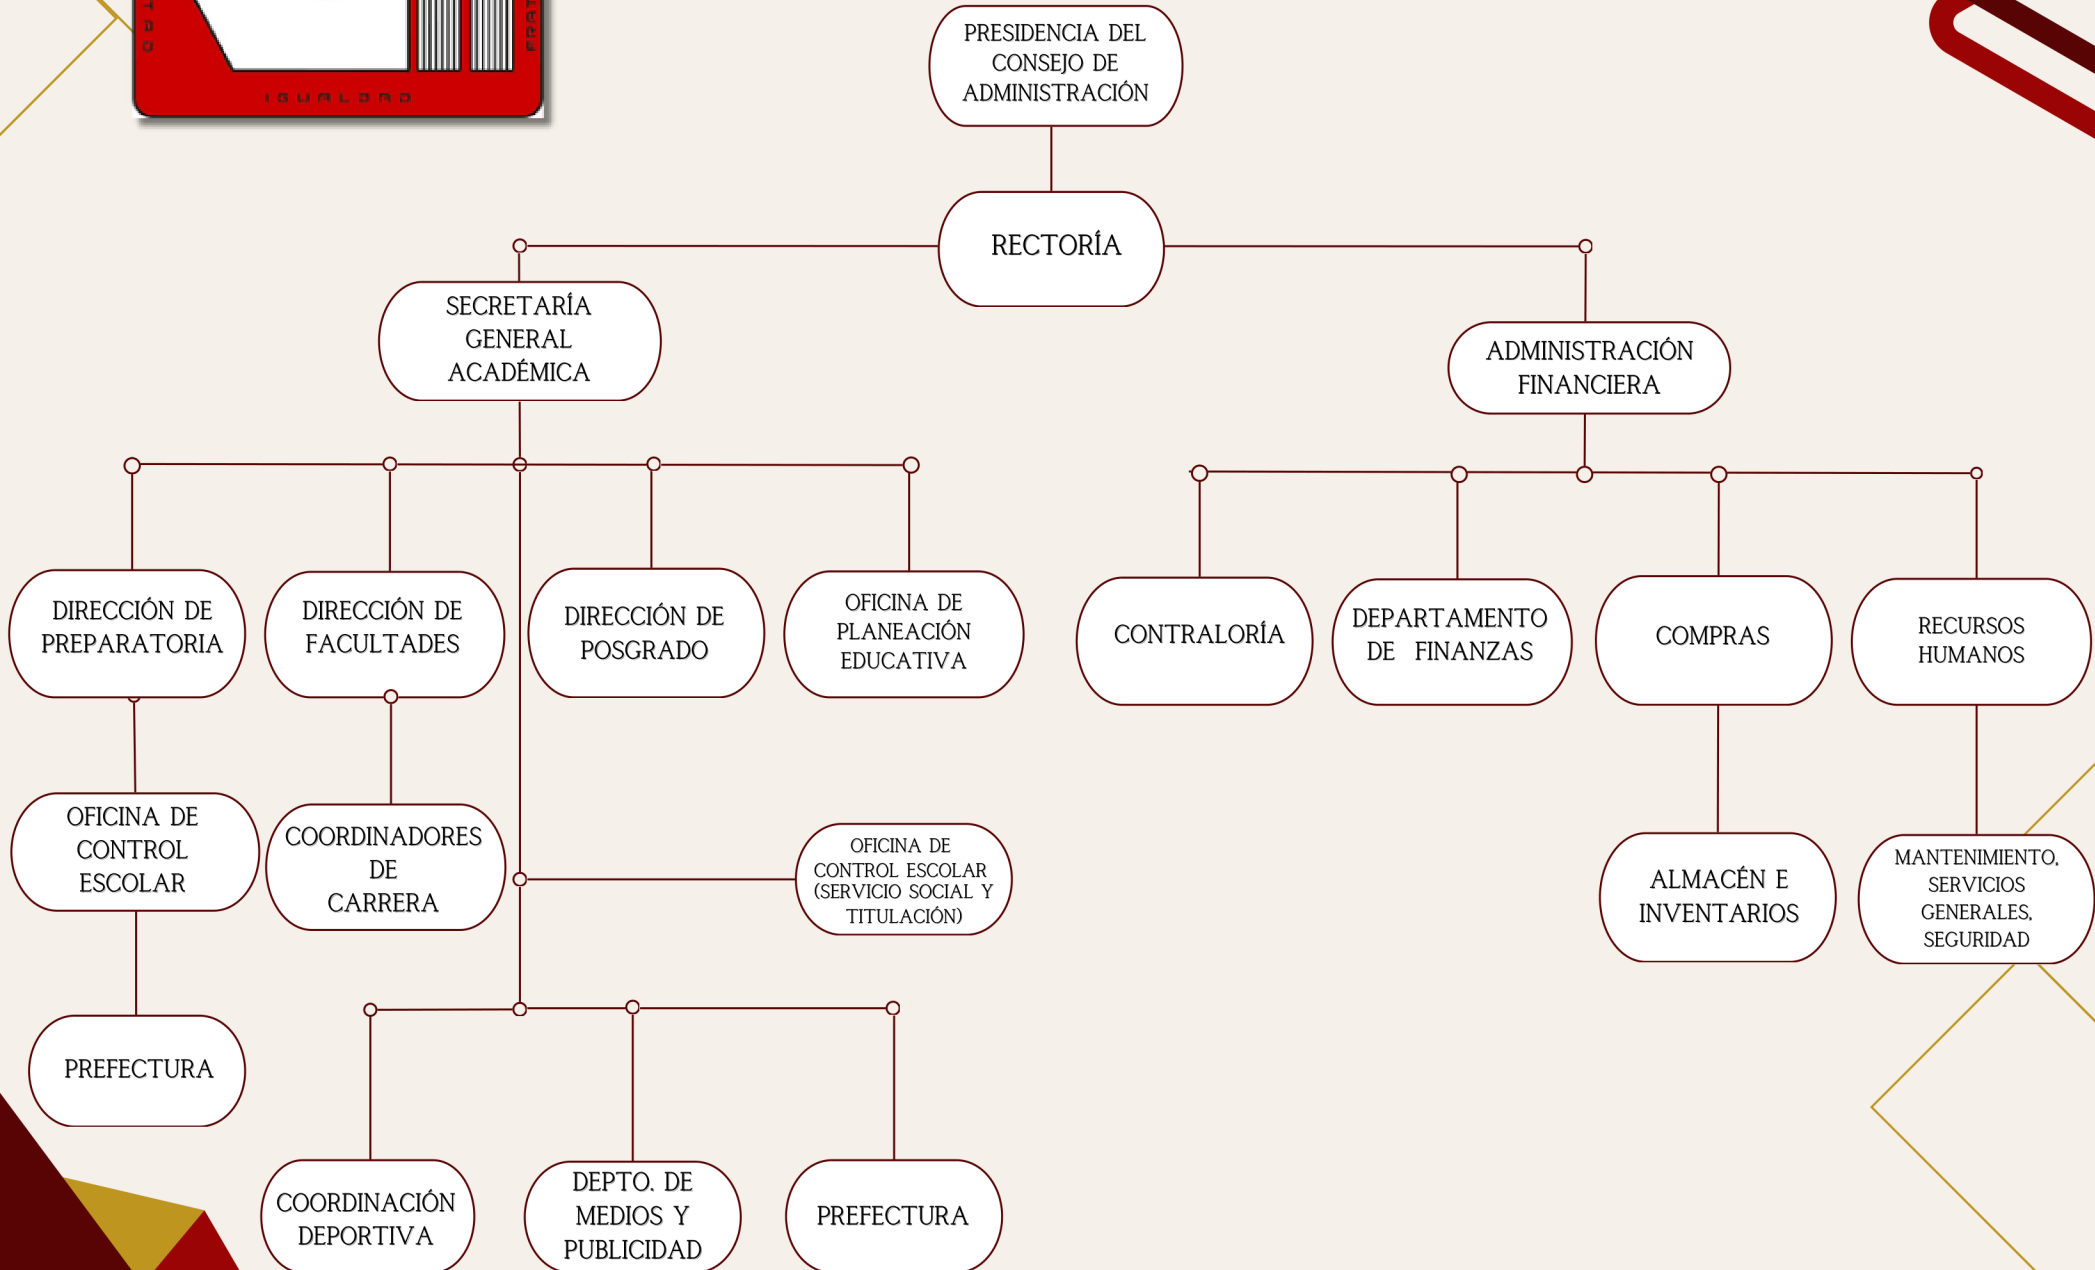 IGUALDAD
PRESIDENCIA DEL
CONSEJO DE
ADMINISTRACIÓN
RECTORÍA
SECRETARÍA
GENERAL
ACADÉMICA
ADMINISTRACIÓN
FINANCIERA
DIRECCIÓN DE
PREPARATORIA
DIRECCIÓN DE
FACULTADES
DIRECCIÓN DE
POSGRADO
OFICINA DE
PLANEACIÓN
EDUCATIVA
CONTRALORÍA
DEPARTAMENTO
DE FINANZAS
COMPRAS
RECURSOS
HUMANOS
OFICINA DE
CONTROL
ESCOLAR
COORDINADORES
DE
CARRERA
OFICINA DE
CONTROL ESCOLAR
(SERVICIO SOCIAL Y
TITULACIÓN)
ALMACÉN E
INVENTARIOS
MANTENIMIENTO,
SERVICIOS
GENERALES,
SEGURIDAD
PREFECTURA
COORDINACIÓN
DEPORTIVA
DEPTO. DE
MEDIOS Y
PUBLICIDAD
PREFECTURA